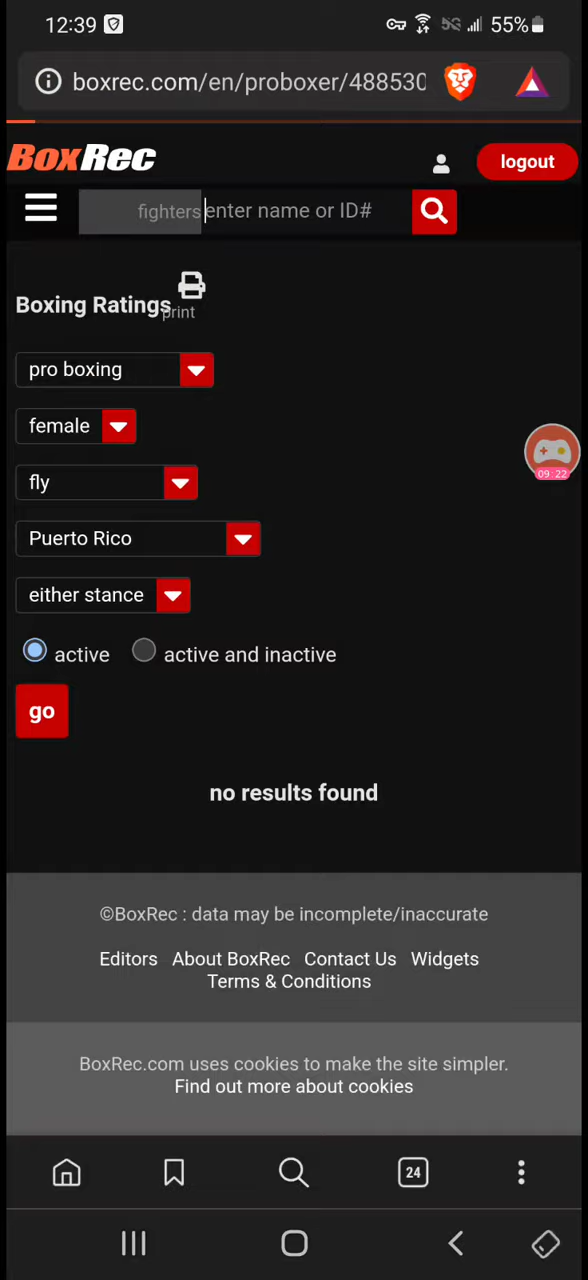 12:39 5G 55%
boxrec.com/en/proboxer/488530
BoxRec logout
fighters enter name or ID#
print
Boxing Ratings
pro boxing
female
09:22
fly
Puerto Rico
either stance
active active and inactive
go
no results found
©BoxRec : data may be incomplete/inaccurate
Editors About BoxRec Contact Us Widgets
Terms & Conditions
BoxRec.com uses cookies to make the site simpler.
Find out more about cookies
24